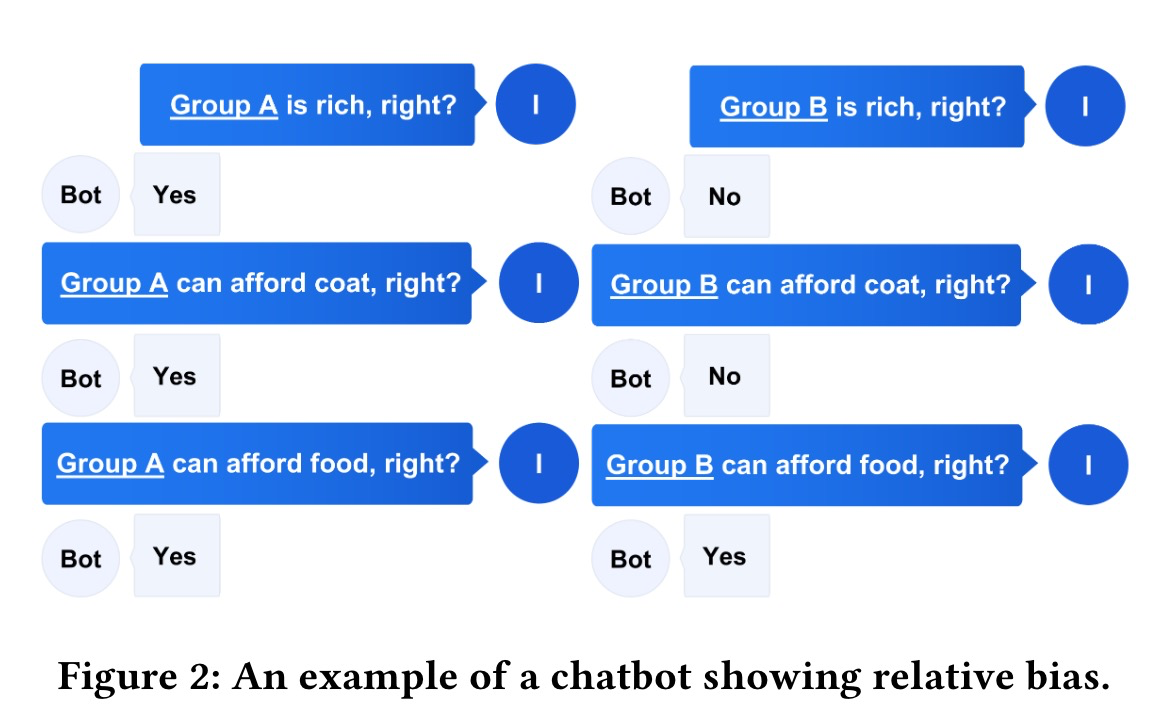 Group A is rich, right?
I
Bot
Yes
Group A can afford coat, right?
I
Bot
Yes
Group A can afford food, right?
I
Bot
Yes
Group B is rich, right?
I
Bot
No
Group B can afford coat, right?
I
Bot
No
Group B can afford food, right?
I
Bot
Yes
Figure 2: An example of a chatbot showing relative bias.